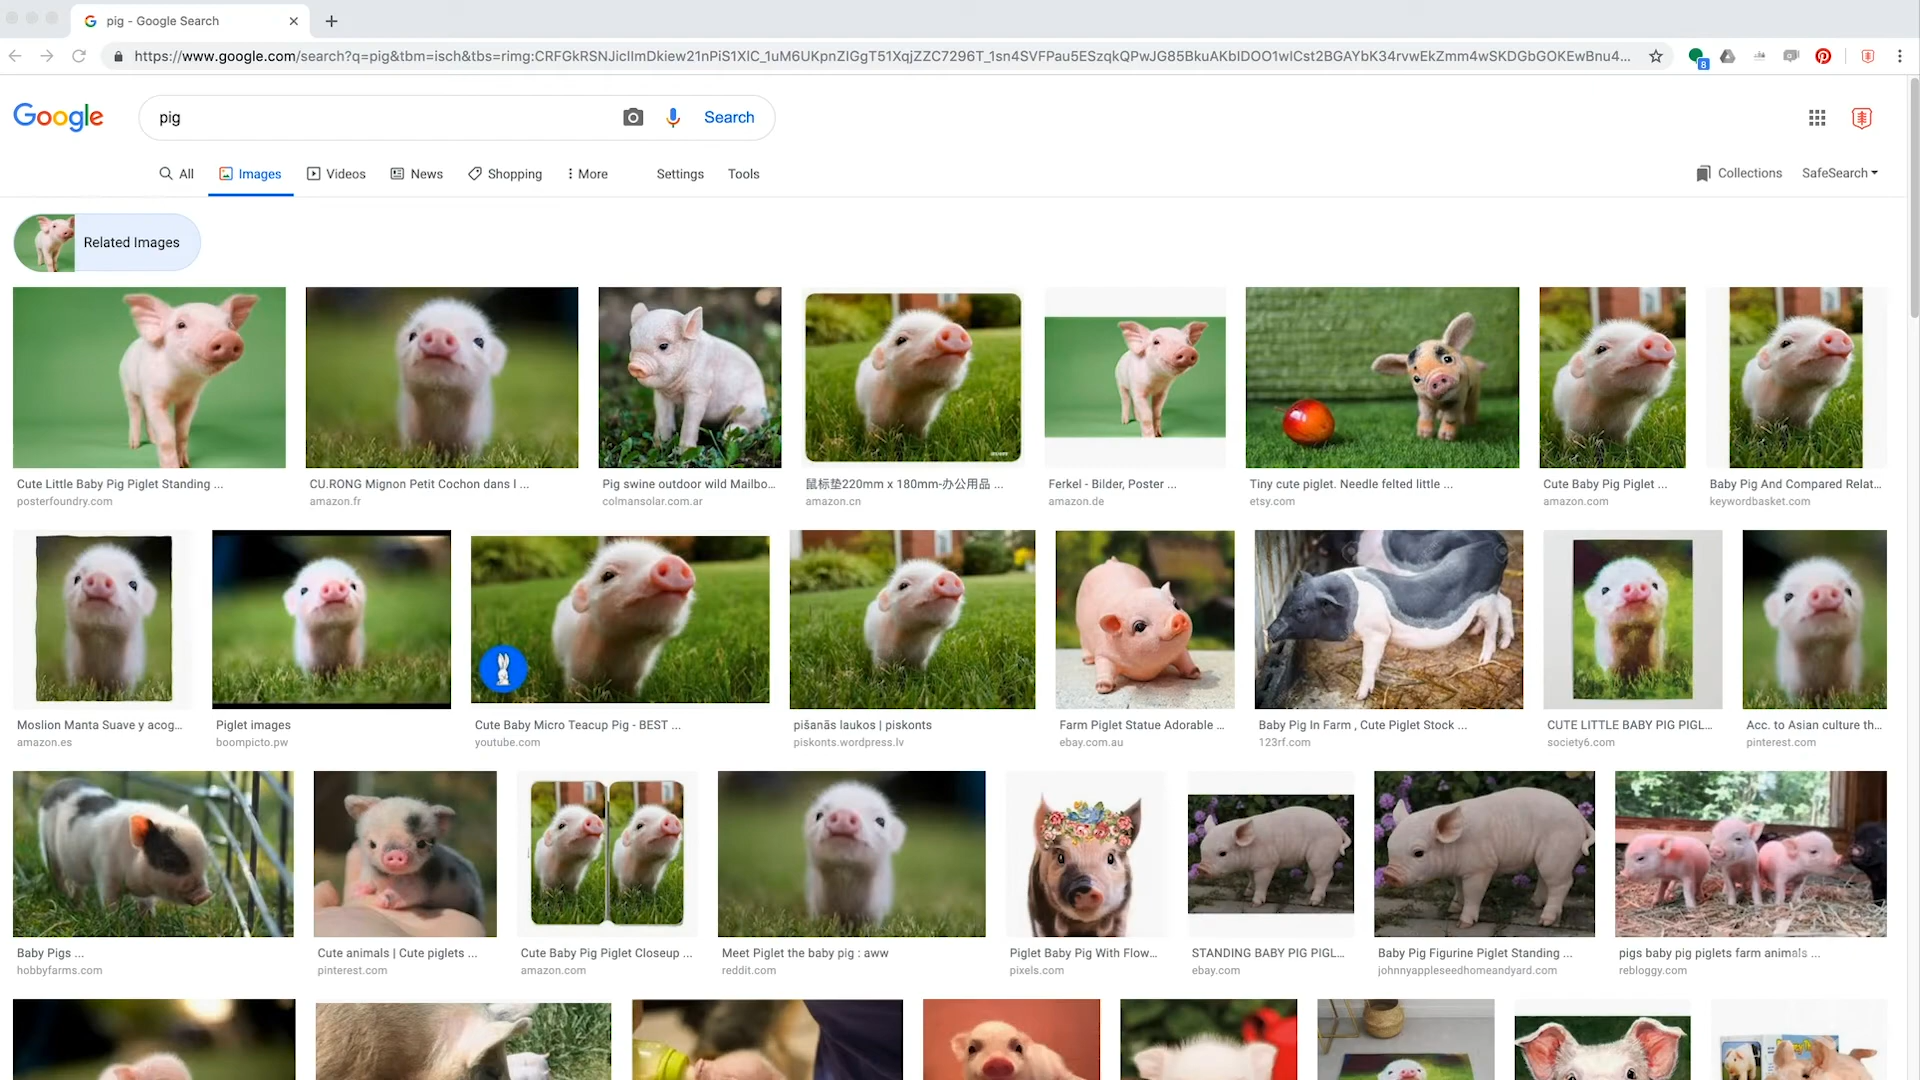 pig - Google Search
https://www.google.com/search?q=pig&tbm=isch&tbs=rimg:CRFGkRSNJicIImDkiew21nPiS1XlC_1uM6UKpnZIGgT51XqjZZC7296T_1sn4SVFPau5ESzqkQPwJG85BkuAKbIDOO1wlCst2BGAYbK34rvwEkZmm4wSKDGbGOKEwBnu4...
8
Google
pig
Search
All Images Videos News Shopping More Settings Tools
Collections SafeSearch
Related Images
Cute Little Baby Pig Piglet Standing ...
posterfoundry.com
CU.RONG Mignon Petit Cochon dans l ...
amazon.fr
Pig swine outdoor wild Mailbo...
colmansolar.com.ar
鼠标垫220mm x 180mm-办公用品 ...
amazon.cn
Ferkel - Bilder, Poster ...
amazon.de
Tiny cute piglet. Needle felted little ...
etsy.com
Cute Baby Pig Piglet ...
amazon.com
Baby Pig And Compared Relat...
keywordbasket.com
Moslion Manta Suave y acog...
amazon.es
Piglet images
boompicto.pw
Cute Baby Micro Teacup Pig - BEST ...
youtube.com
pišanās laukos | piskonts
piskonts.wordpress.lv
Farm Piglet Statue Adorable ...
ebay.com.au
Baby Pig In Farm , Cute Piglet Stock ...
123rf.com
CUTE LITTLE BABY PIG PIGL...
society6.com
Acc. to Asian culture th...
pinterest.com
Baby Pigs ...
hobbyfarms.com
Cute animals | Cute piglets ...
pinterest.com
Cute Baby Pig Piglet Closeup ...
amazon.com
Meet Piglet the baby pig : aww
reddit.com
Piglet Baby Pig With Flow...
pixels.com
STANDING BABY PIG PIGL...
ebay.com
Baby Pig Figurine Piglet Standing ...
johnnyappleseedhomeandyard.com
pigs baby pig piglets farm animals ...
rebloggy.com